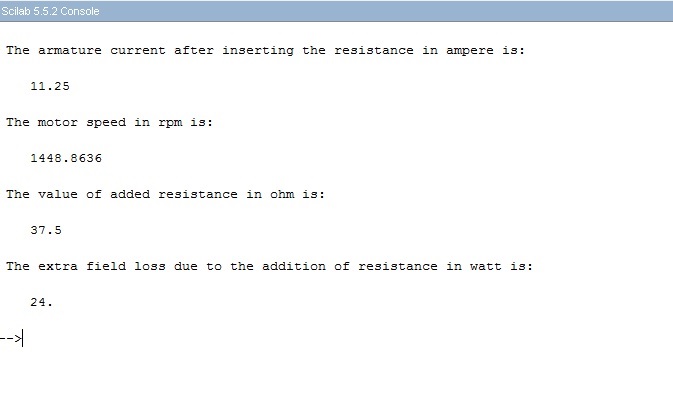 Scilab 5.5.2 Console
The armature current after inserting the resistance in ampere is:
11.25
The motor speed in rpm is:
1448.8636
The value of added resistance in ohm is:
37.5
The extra field loss due to the addition of resistance in watt is:
24.
-->